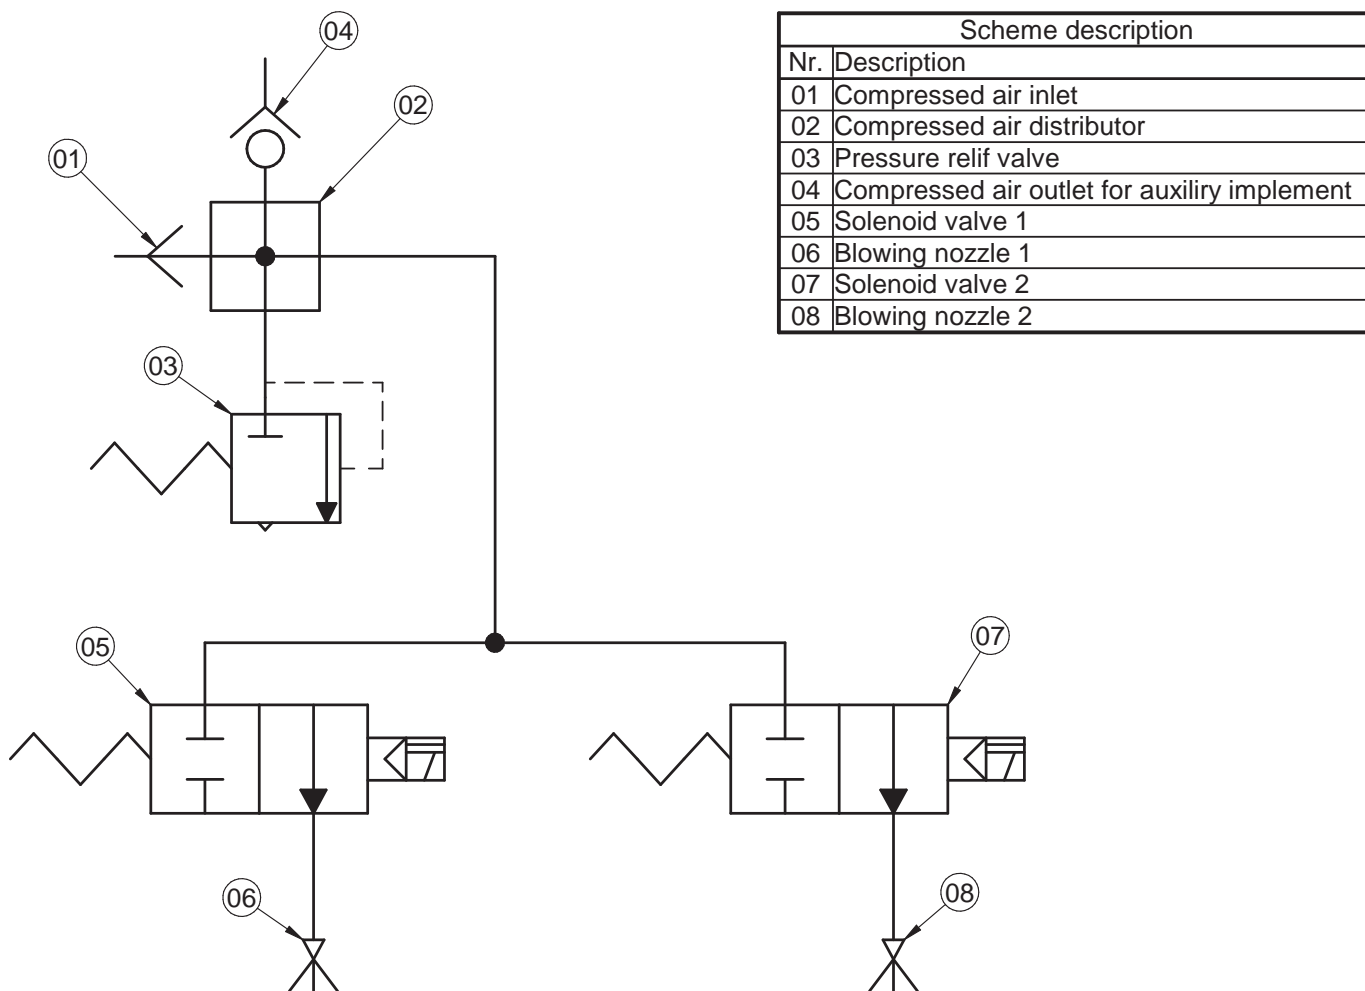 04
02
01
03
05
07
06
08
Scheme description
Nr. Description
01 Compressed air inlet
02 Compressed air distributor
03 Pressure relif valve
04 Compressed air outlet for auxiliry implement
05 Solenoid valve 1
06 Blowing nozzle 1
07 Solenoid valve 2
08 Blowing nozzle 2